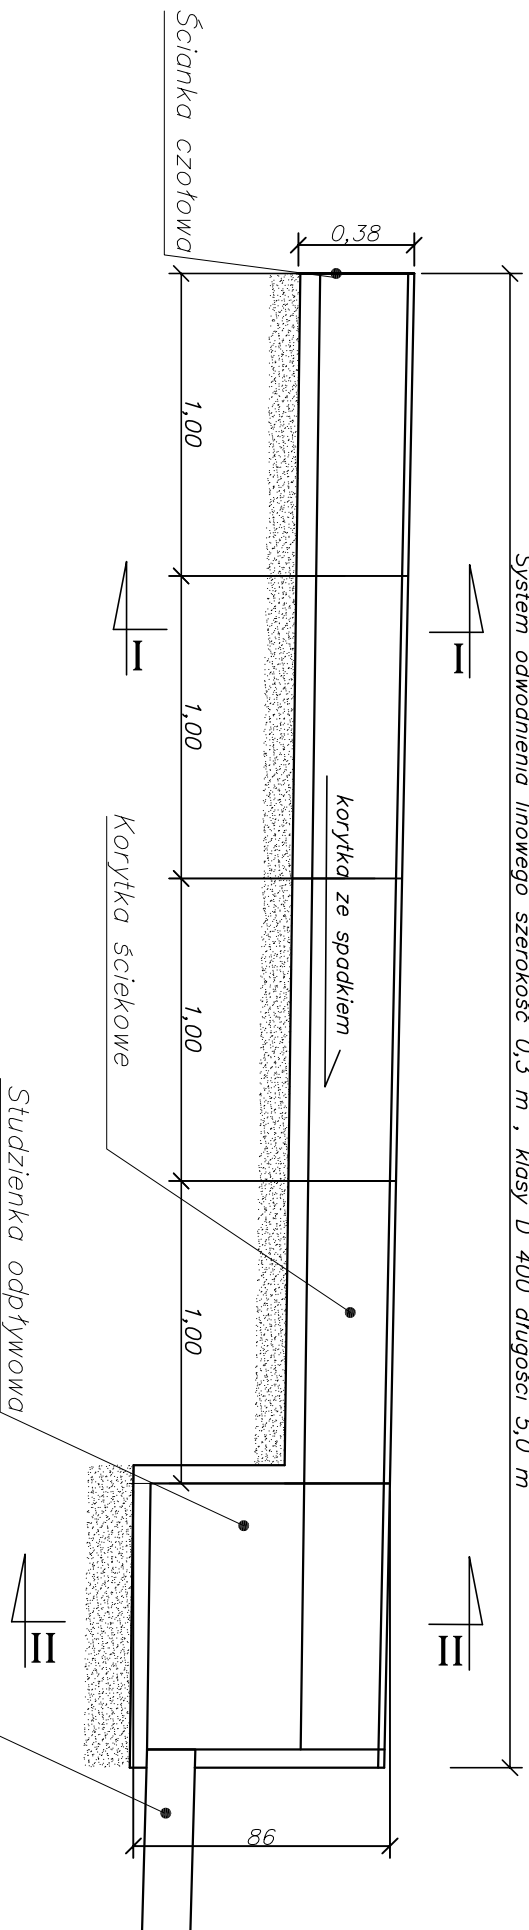 System odwodnienia linowego szerokość 0,3 m , klasy D 400 długości 5,0 m
0,38
Ścianka czołowa
I
I
korytka ze spadkiem
1,00
1,00
1,00
1,00
Korytka ściekowe
Studzienka odpływowa
II
II
86